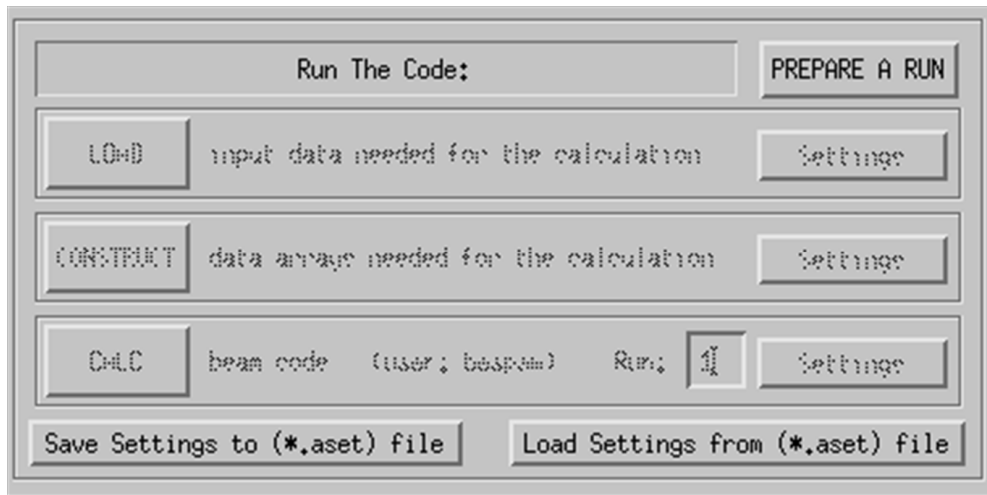 Run The Code: PREPARE A RUN
LOAD input data needed for the calculation Settings
CONSTRUCT data arrays needed for the calculation Settings
CALC beam code (user: Run: 1 Settings
Save Settings to (*.aset) file Load Settings from (*.aset) file